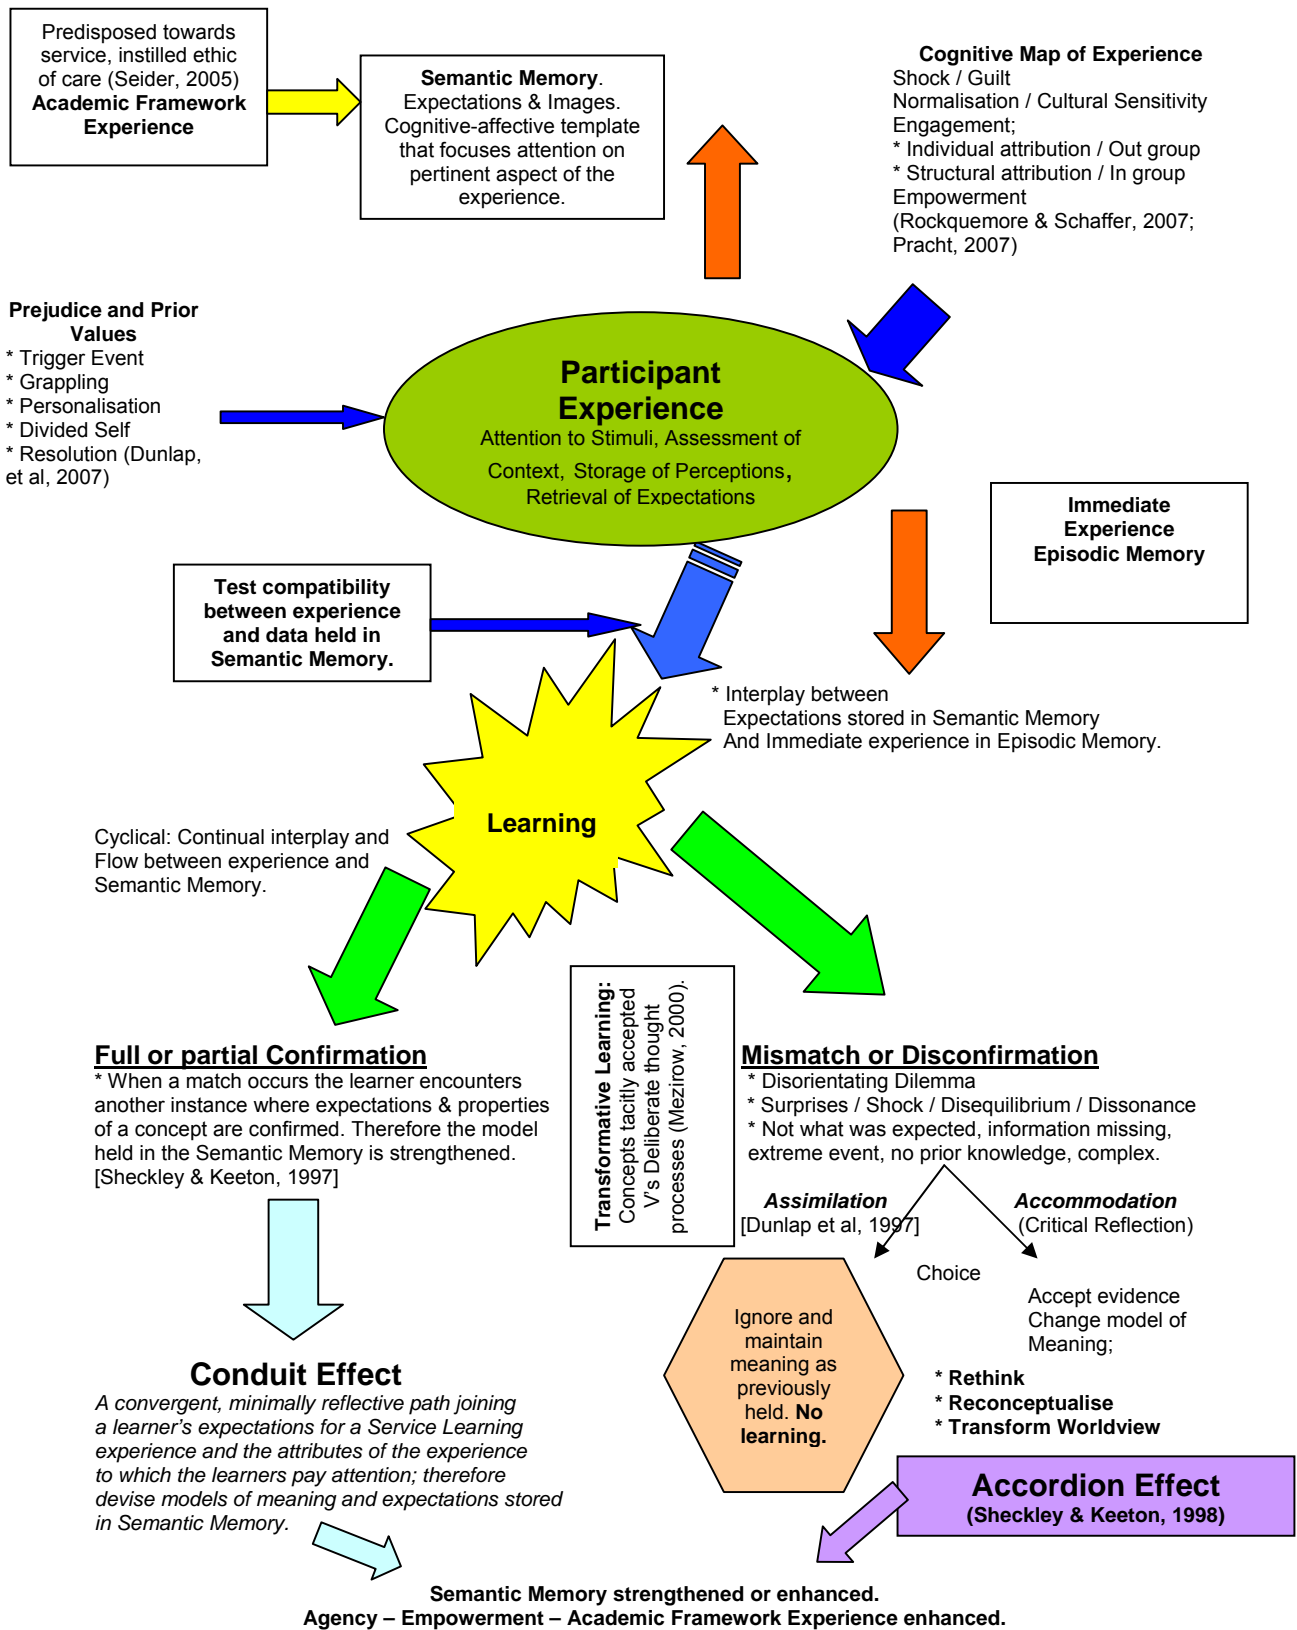 Predisposed towards
service, instilled ethic
of care (Seider, 2005)
Academic Framework
Experience
Semantic Memory.
Expectations & Images.
Cognitive-affective template
that focuses attention on
pertinent aspect of the
experience.
Cognitive Map of Experience
Shock / Guilt
Normalisation / Cultural Sensitivity
Engagement;
* Individual attribution / Out group
* Structural attribution / In group
Empowerment
(Rockquemore & Schaffer, 2007;
Pracht, 2007)
Prejudice and Prior
Values
* Trigger Event
* Grappling
* Personalisation
* Divided Self
* Resolution (Dunlap,
et al, 2007)
Participant
Experience
Attention to Stimuli, Assessment of
Context, Storage of Perceptions,
Retrieval of Expectations
Immediate
Experience
Episodic Memory
Test compatibility
between experience
and data held in
Semantic Memory.
* Interplay between
Expectations stored in Semantic Memory
And Immediate experience in Episodic Memory.
Learning
Cyclical: Continual interplay and
Flow between experience and
Semantic Memory.
Transformative Learning:
Concepts tacitly accepted
V's Deliberate thought
processes (Mezirow, 2000).
Full or partial Confirmation
* When a match occurs the learner encounters
another instance where expectations & properties
of a concept are confirmed. Therefore the model
held in the Semantic Memory is strengthened.
[Sheckley & Keeton, 1997]
Mismatch or Disconfirmation
* Disorientating Dilemma
* Surprises / Shock / Disequilibrium / Dissonance
* Not what was expected, information missing,
extreme event, no prior knowledge, complex.
Assimilation
[Dunlap et al, 1997]
Accommodation
(Critical Reflection)
Choice
Ignore and
maintain
meaning as
previously
held. No
learning.
Accept evidence
Change model of
Meaning;
* Rethink
* Reconceptualise
* Transform Worldview
Conduit Effect
A convergent, minimally reflective path joining
a learner's expectations for a Service Learning
experience and the attributes of the experience
to which the learners pay attention; therefore
devise models of meaning and expectations stored
in Semantic Memory.
Accordion Effect
(Sheckley & Keeton, 1998)
Semantic Memory strengthened or enhanced.
Agency – Empowerment – Academic Framework Experience enhanced.